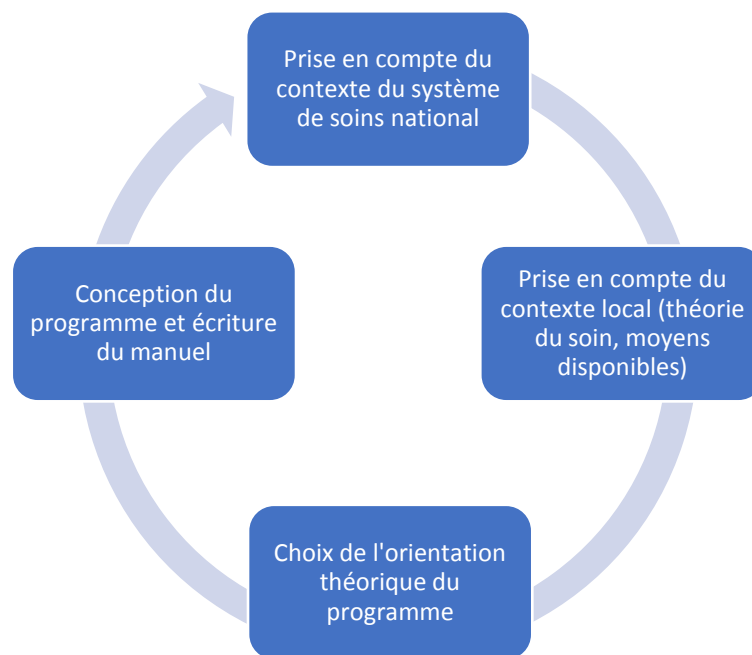 Prise en compte du
contexte du système
de soins national
Prise en compte du
contexte local (théorie
du soin, moyens
disponibles)
Choix de l'orientation
théorique du
programme
Conception du
programme et écriture
du manuel